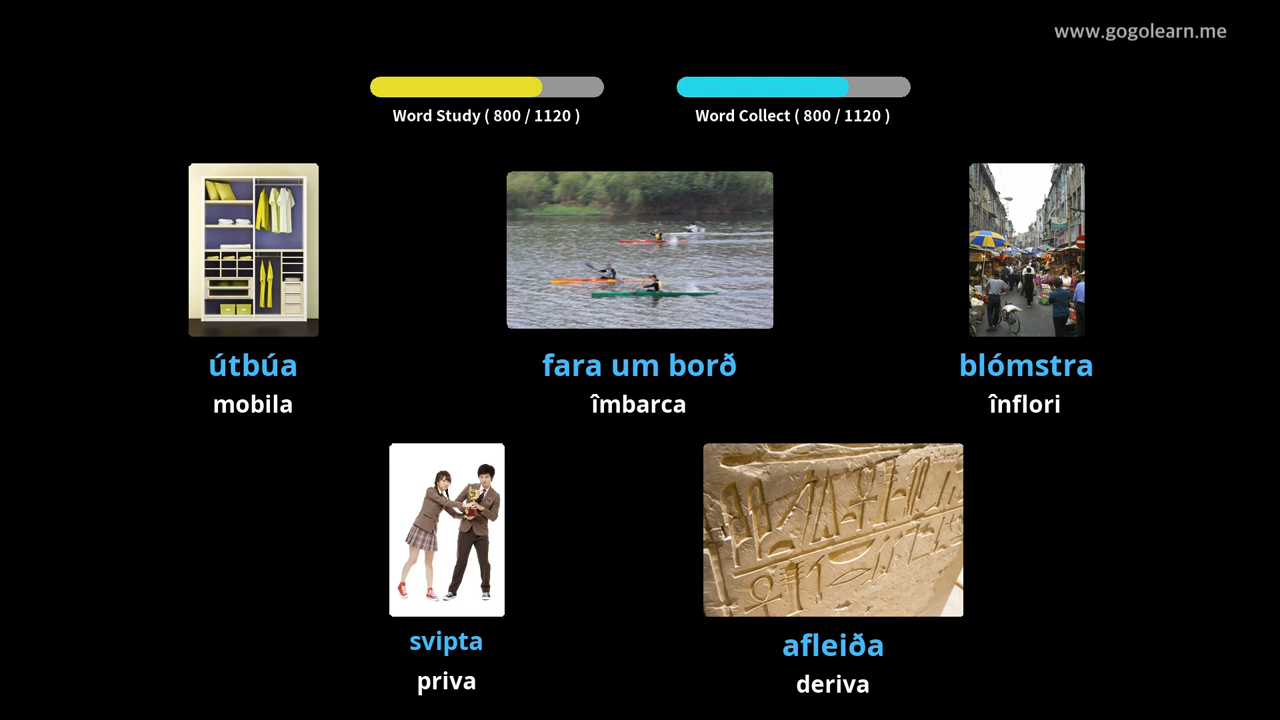 www.gogolearn.me
Word Study ( 800 / 1120 )
Word Collect ( 800 / 1120 )
útbúa
mobila
fara um borð
îmbarca
blómstra
înflori
svipta
priva
afleiða
deriva